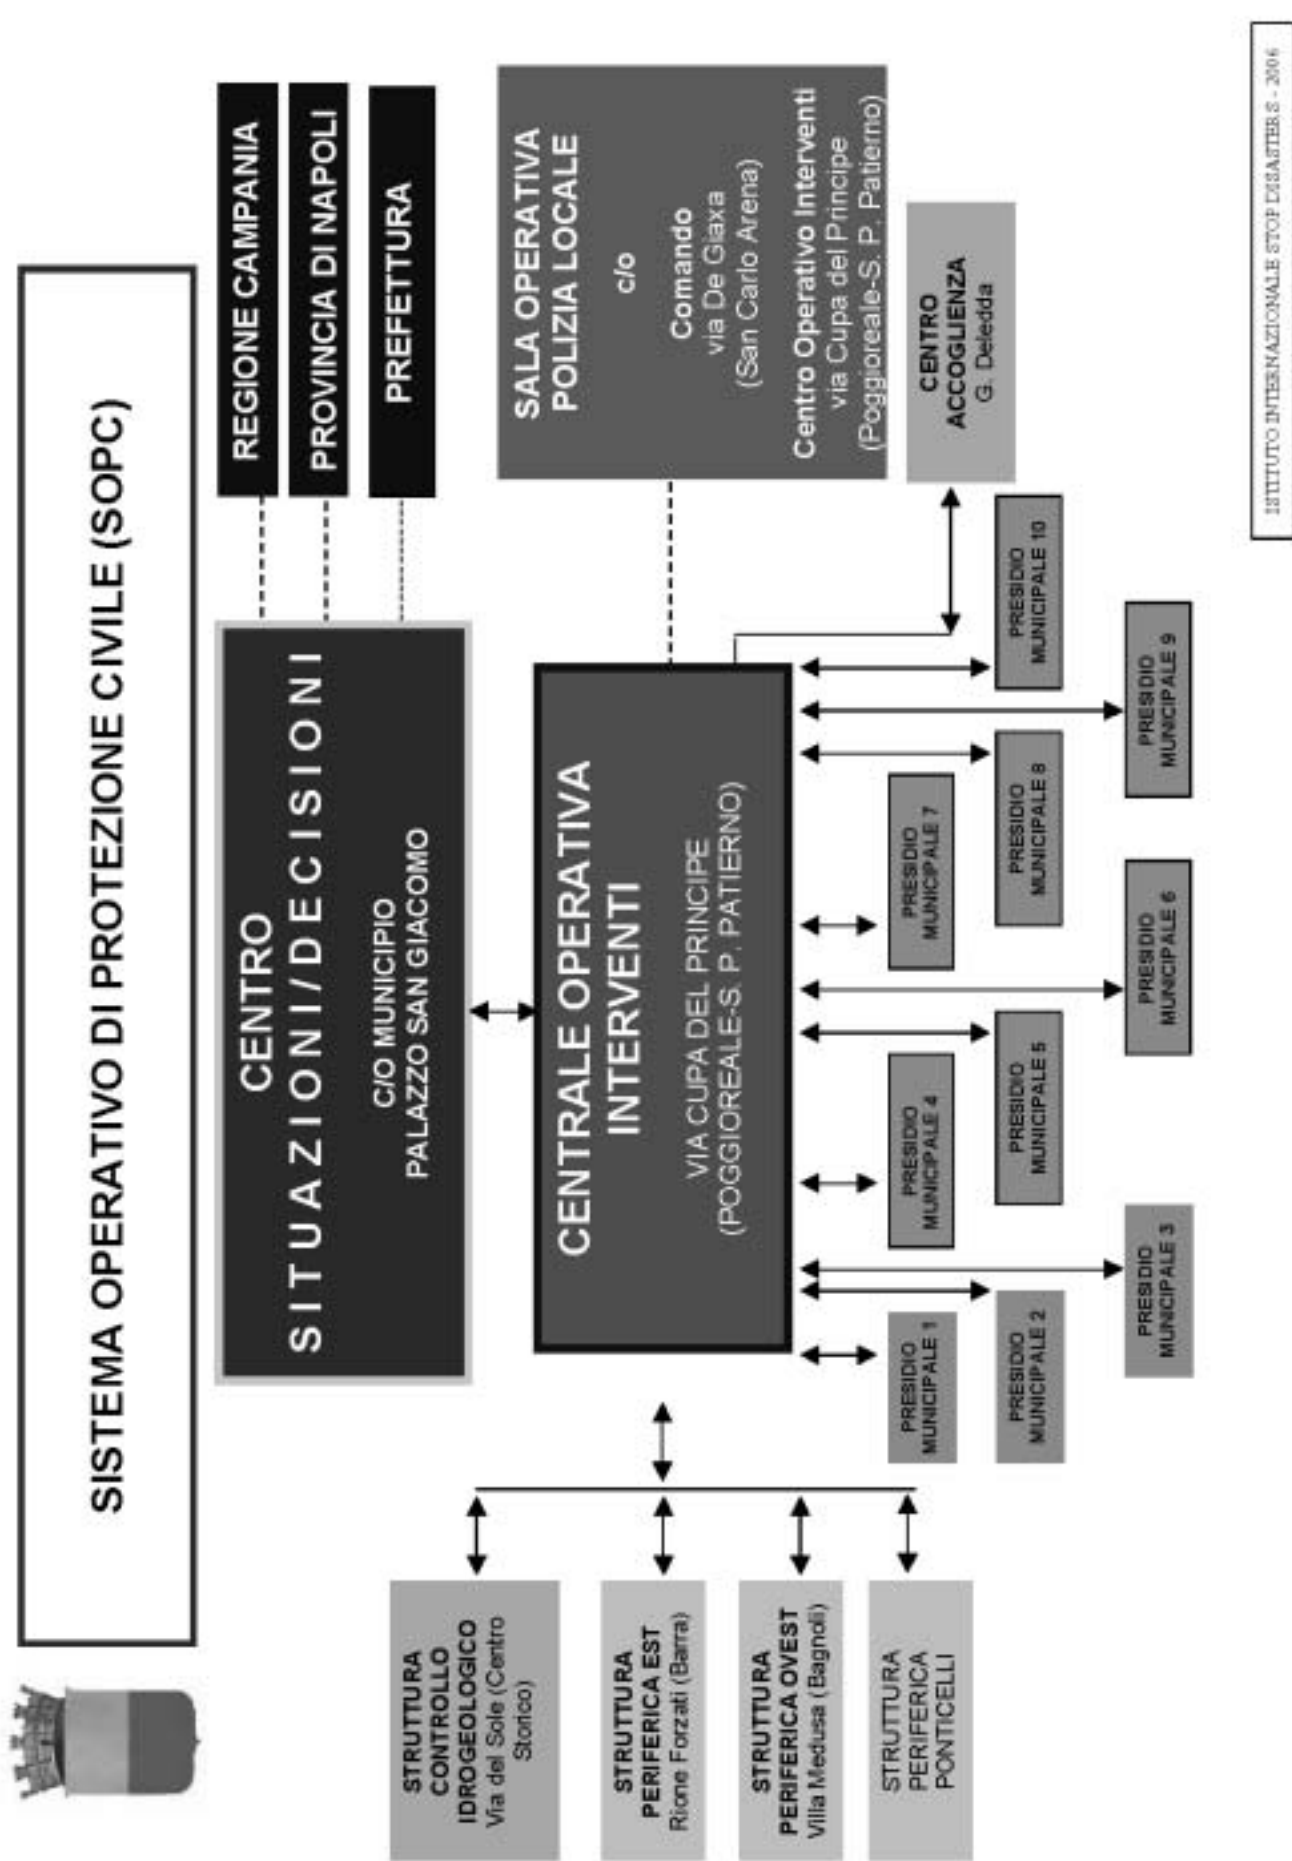 SISTEMA OPERATIVO DI PROTEZIONE CIVILE (SOPC)
CENTRO
SITUAZIONI/DECISIONI
C/O MUNICIPIO
PALAZZO SAN GIACOMO
REGIONE CAMPANIA
PROVINCIA DI NAPOLI
PREFETTURA
STRUTTURA
CONTROLLO
IDROGEOLOGICO
Via del Sole (Centro
Storico)
STRUTTURA
PERIFERICA EST
Rione Forzati (Barra)
STRUTTURA
PERIFERICA OVEST
Villa Medusa (Bagnoli)
STRUTTURA
PERIFERICA
PONTICELLI
CENTRALE OPERATIVA
INTERVENTI
VIA CUPA DEL PRINCIPE
(POGGIOREALE-S. P. PATIERNO)
SALA OPERATIVA
POLIZIA LOCALE
c/o
Comando
via De Giaxa
(San Carlo Arena)
Centro Operativo Interventi
via Cupa del Principe
(Poggioreale-S. P. Patierno)
CENTRO
ACCOGLIENZA
G. Deledda
PRESIDIO
MUNICIPALE 1
PRESIDIO
MUNICIPALE 2
PRESIDIO
MUNICIPALE 3
PRESIDIO
MUNICIPALE 4
PRESIDIO
MUNICIPALE 5
PRESIDIO
MUNICIPALE 6
PRESIDIO
MUNICIPALE 7
PRESIDIO
MUNICIPALE 8
PRESIDIO
MUNICIPALE 9
PRESIDIO
MUNICIPALE 10
ISTITUTO INTERNAZIONALE STOP DISASTERS - 2006